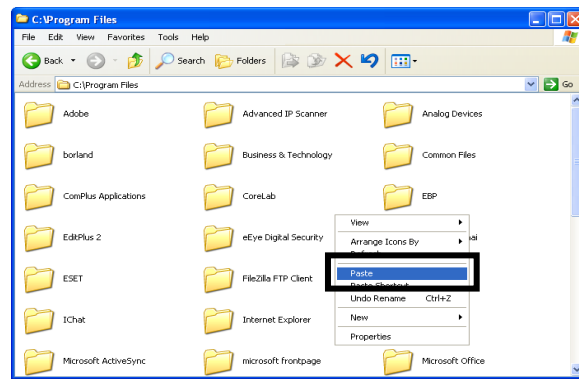 C:\Program Files
File Edit View Favorites Tools Help
Back Search Folders
Address C:\Program Files Go
Adobe Advanced IP Scanner Analog Devices
borland Business & Technology Common Files
ComPlus Applications CoreLab EBP
View
EditPlus 2 eEye Digital Security Arrange Icons By ai
Paste
ESET FileZilla FTP Client
Paste Shortcut
Undo Rename Ctrl+Z
IChat Internet Explorer New
Properties
Microsoft ActiveSync microsoft frontpage Microsoft Office